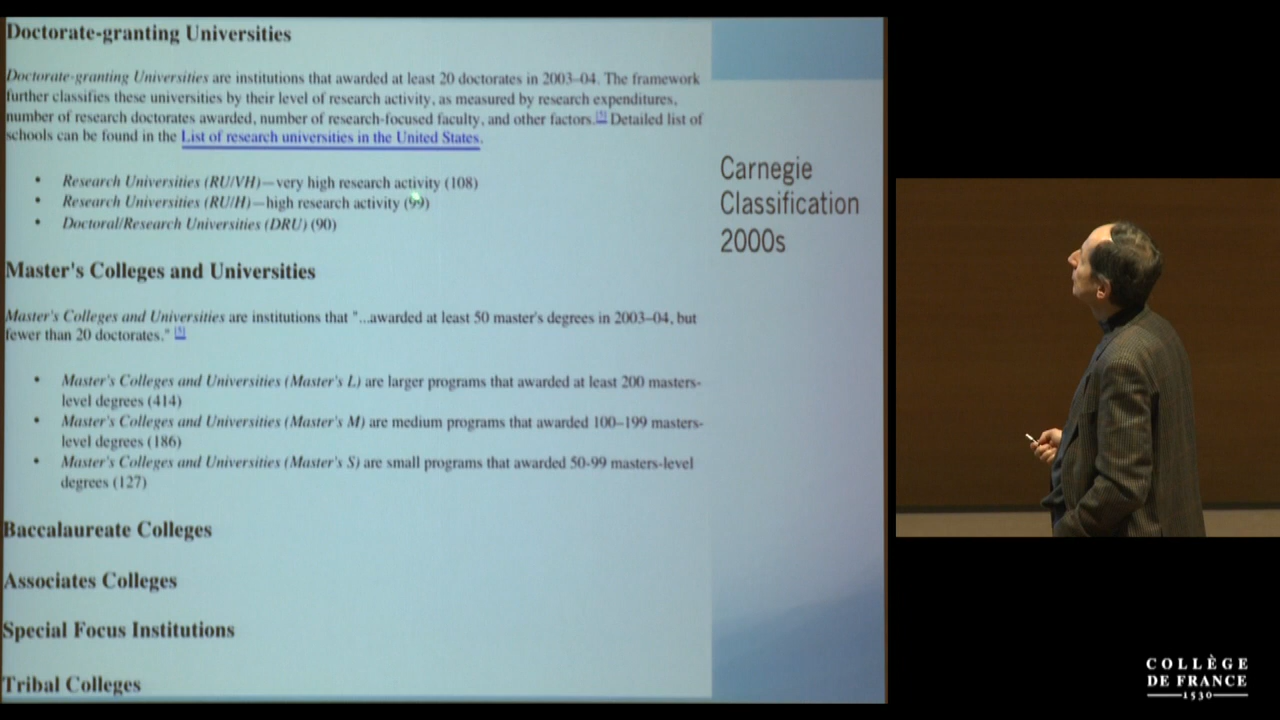 Doctorate-granting Universities
Doctorate-granting Universities are institutions that awarded at least 20 doctorates in 2003–04. The framework
further classifies these universities by their level of research activity, as measured by research expenditures,
number of research doctorates awarded, number of research-focused faculty, and other factors.[5] Detailed list of
schools can be found in the List of research universities in the United States.
• Research Universities (RU/VH)—very high research activity (108)
• Research Universities (RU/H)—high research activity (99)
• Doctoral/Research Universities (DRU) (90)
Master's Colleges and Universities
Master's Colleges and Universities are institutions that "...awarded at least 50 master's degrees in 2003–04, but
fewer than 20 doctorates." [5]
• Master's Colleges and Universities (Master's L) are larger programs that awarded at least 200 masters-
level degrees (414)
• Master's Colleges and Universities (Master's M) are medium programs that awarded 100–199 masters-
level degrees (186)
• Master's Colleges and Universities (Master's S) are small programs that awarded 50-99 masters-level
degrees (127)
Baccalaureate Colleges
Associates Colleges
Special Focus Institutions
Tribal Colleges
Carnegie
Classification
2000s
COLLÈGE
DE FRANCE
1530